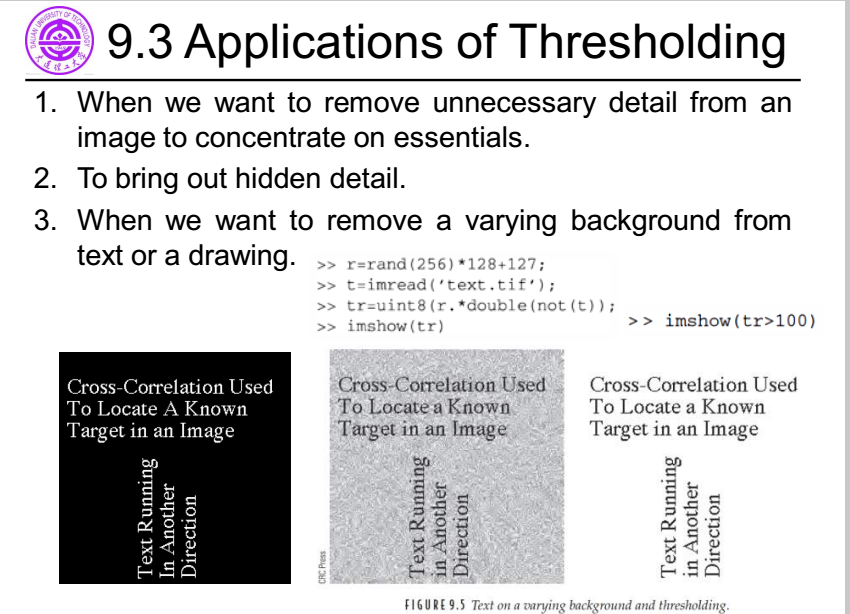 DALIAN UNIVERSITY OF TECHNOLOGY
大连理工大学
9.3 Applications of Thresholding
1. When we want to remove unnecessary detail from an
image to concentrate on essentials.
2. To bring out hidden detail.
3. When we want to remove a varying background from
text or a drawing.
>> r=rand(256)*128+127;
>> t=imread('text.tif');
>> tr=uint8(r.*double(not(t));
>> imshow(tr)
>> imshow(tr>100)
Cross-Correlation Used
To Locate A Known
Target in an Image
Text Running
In Another
Direction
Cross-Correlation Used
To Locate a Known
Target in an Image
Text Running
in Another
Direction
CRC Press
Cross-Correlation Used
To Locate a Known
Target in an Image
Text Running
in Another
Direction
FIGURE 9.5 Text on a varying background and thresholding.